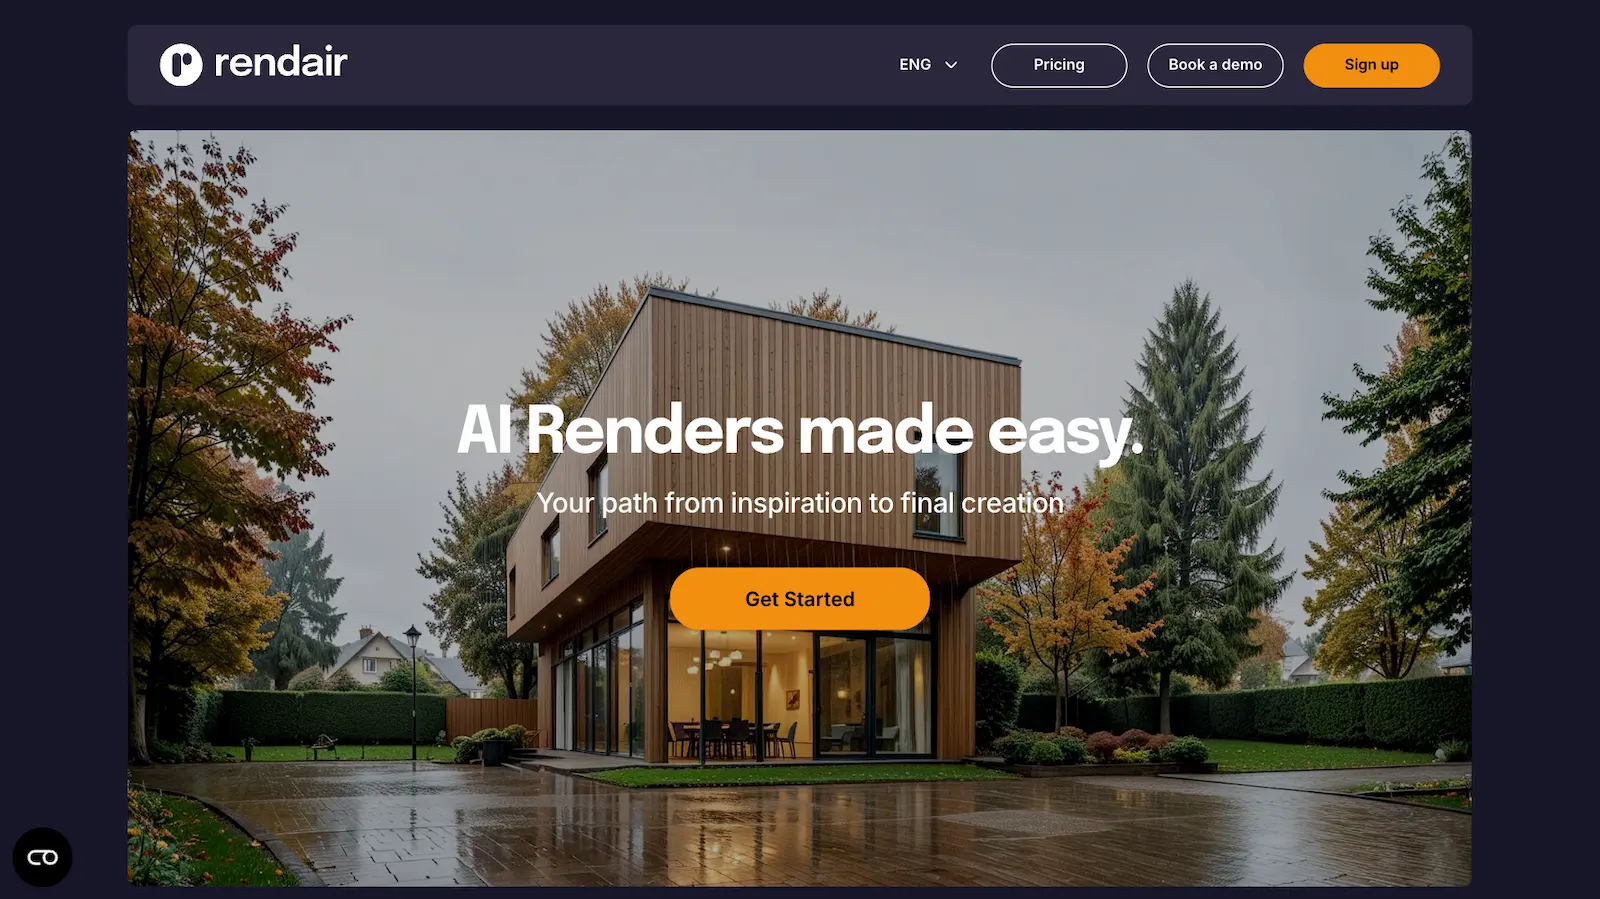 rendair
ENG
Pricing
Book a demo
Sign up
AI Renders made easy.
Your path from inspiration to final creation
Get Started